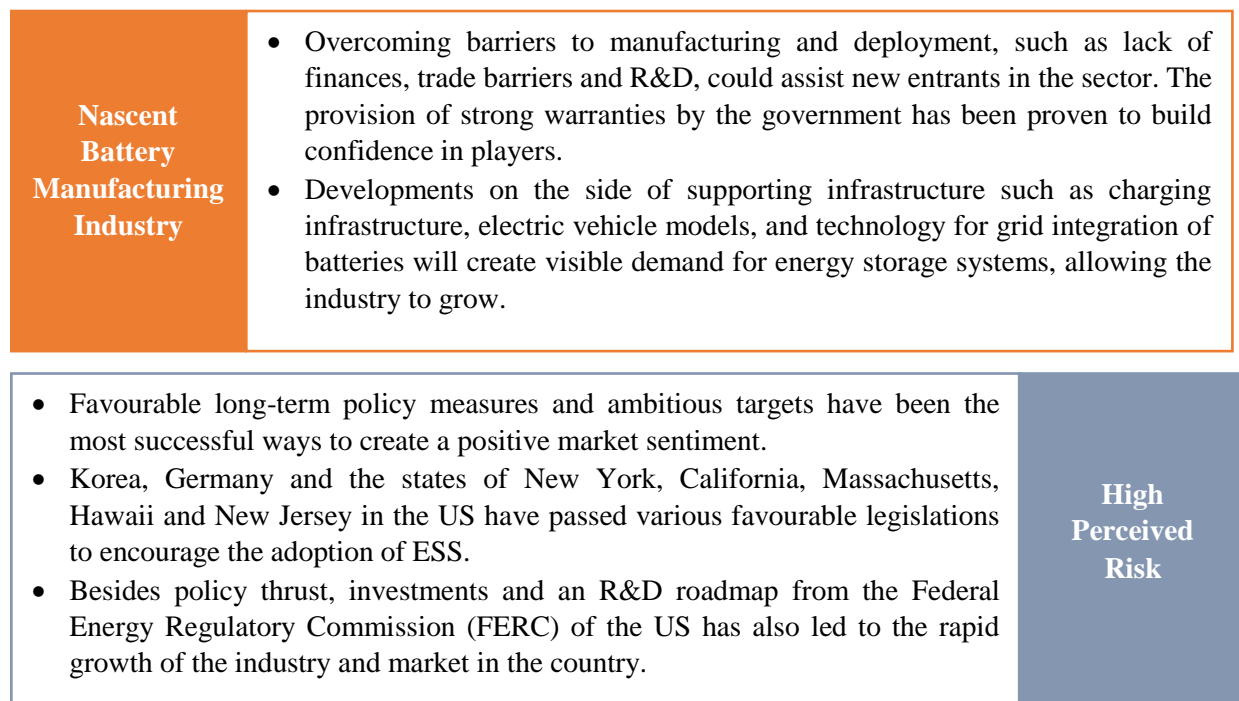 Nascent
Battery
Manufacturing
Industry
• Overcoming barriers to manufacturing and deployment, such as lack of
finances, trade barriers and R&D, could assist new entrants in the sector. The
provision of strong warranties by the government has been proven to build
confidence in players.
• Developments on the side of supporting infrastructure such as charging
infrastructure, electric vehicle models, and technology for grid integration of
batteries will create visible demand for energy storage systems, allowing the
industry to grow.
• Favourable long-term policy measures and ambitious targets have been the
most successful ways to create a positive market sentiment.
• Korea, Germany and the states of New York, California, Massachusetts,
Hawaii and New Jersey in the US have passed various favourable legislations
to encourage the adoption of ESS.
• Besides policy thrust, investments and an R&D roadmap from the Federal
Energy Regulatory Commission (FERC) of the US has also led to the rapid
growth of the industry and market in the country.
High
Perceived
Risk